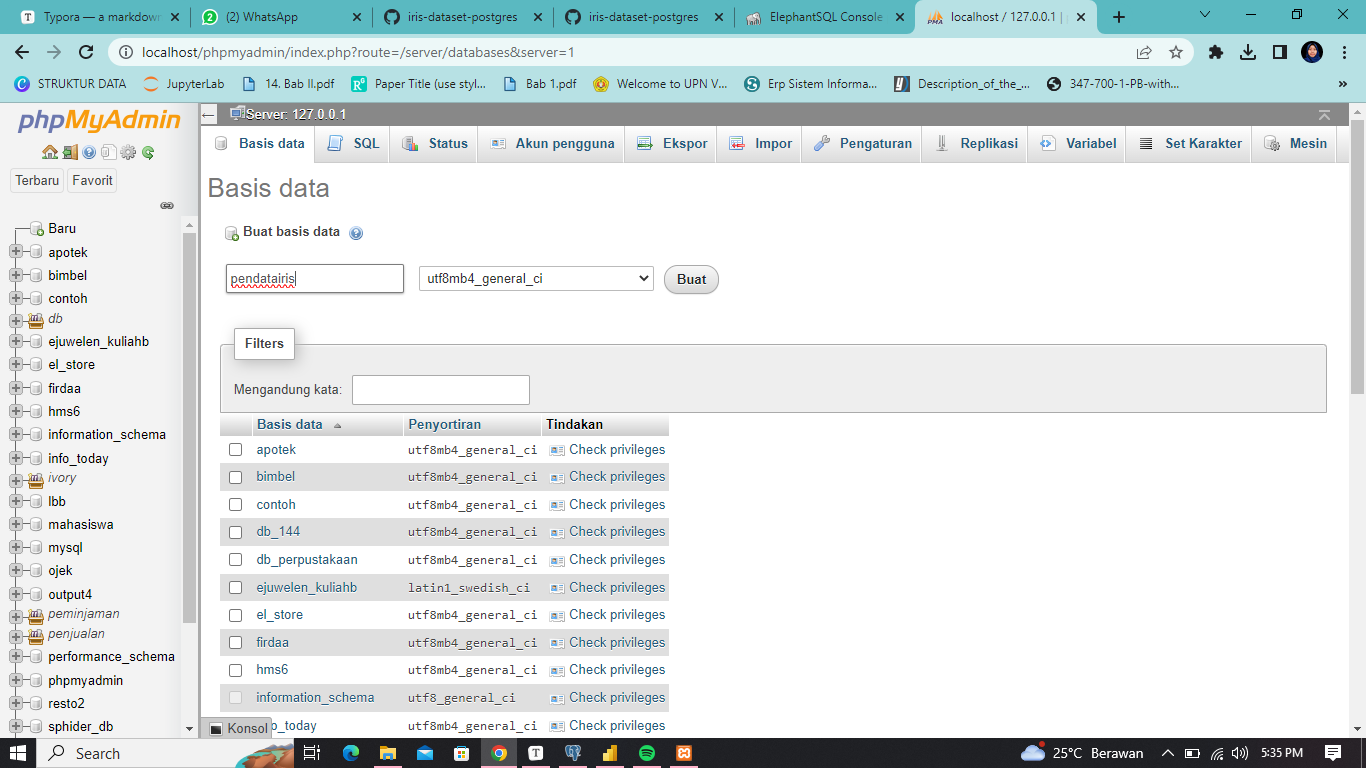 Typora — a markdown
(2) WhatsApp
iris-dataset-postgres
iris-dataset-postgres
ElephantSQL Console
localhost / 127.0.0.1 |
localhost/phpmyadmin/index.php?route=/server/databases&server=1
STRUKTUR DATA
JupyterLab
14. Bab II.pdf
Paper Title (use styl...
Bab 1.pdf
Welcome to UPN V...
Erp Sistem Informa...
Description_of_the_...
347-700-1-PB-with...
»
phpMyAdmin
Terbaru
Favorit
Baru
apotek
bimbel
contoh
db
ejuwelen_kuliahb
el_store
firdaa
hms6
information_schema
info_today
ivory
lbb
mahasiswa
mysql
ojek
output4
peminjaman
penjualan
performance_schema
phpmyadmin
resto2
sphider_db
Server: 127.0.0.1
Basis data
SQL
Status
Akun pengguna
Ekspor
Impor
Pengaturan
Replikasi
Variabel
Set Karakter
Mesin
Basis data
Buat basis data
pendatairis
utf8mb4_general_ci
Buat
Filters
Mengandung kata:
Basis data Penyortiran Tindakan
apotek utf8mb4_general_ci Check privileges
bimbel utf8mb4_general_ci Check privileges
contoh utf8mb4_general_ci Check privileges
db_144 utf8mb4_general_ci Check privileges
db_perpustakaan utf8mb4_general_ci Check privileges
ejuwelen_kuliahb latin1_swedish_ci Check privileges
el_store utf8mb4_general_ci Check privileges
firdaa utf8mb4_general_ci Check privileges
hms6 utf8mb4_general_ci Check privileges
information_schema utf8_general_ci Check privileges
o_today utf8mb4_general_ci Check privileges
Konsol
Search
25°C Berawan
5:35 PM